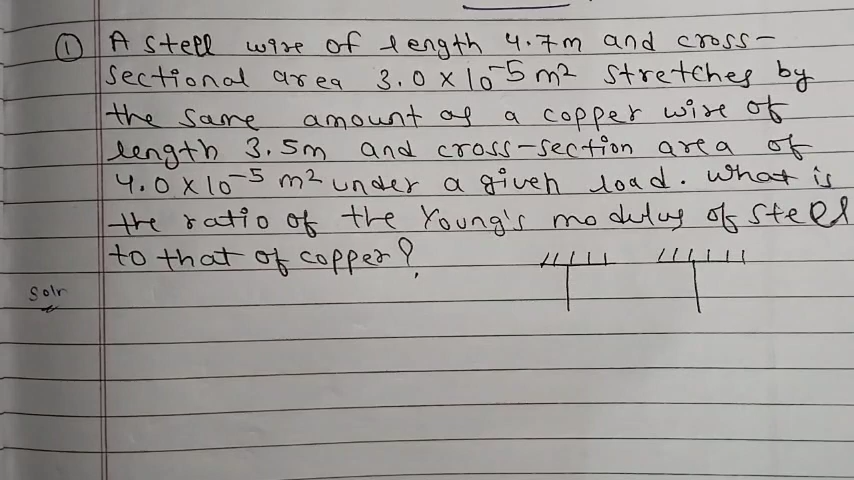 ① A steel wire of length 4.7m and cross-
sectional area 3.0 × 10⁻⁵ m² stretches by
the same amount as a copper wire of
length 3.5m and cross-section area of
4.0 × 10⁻⁵ m² under a given load. What is
the ratio of the Young's modulus of steel
to that of copper?
Soln